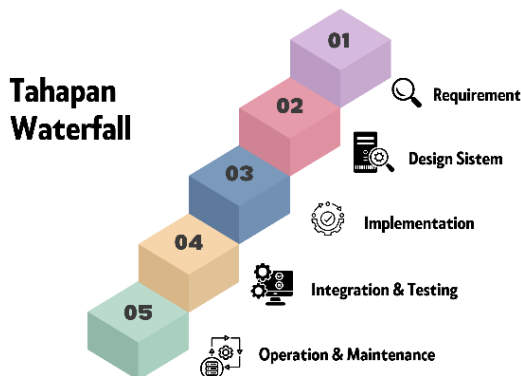 Tahapan
Waterfall
01
Requirement
02
Design Sistem
03
Implementation
04
Integration & Testing
05
Operation & Maintenance